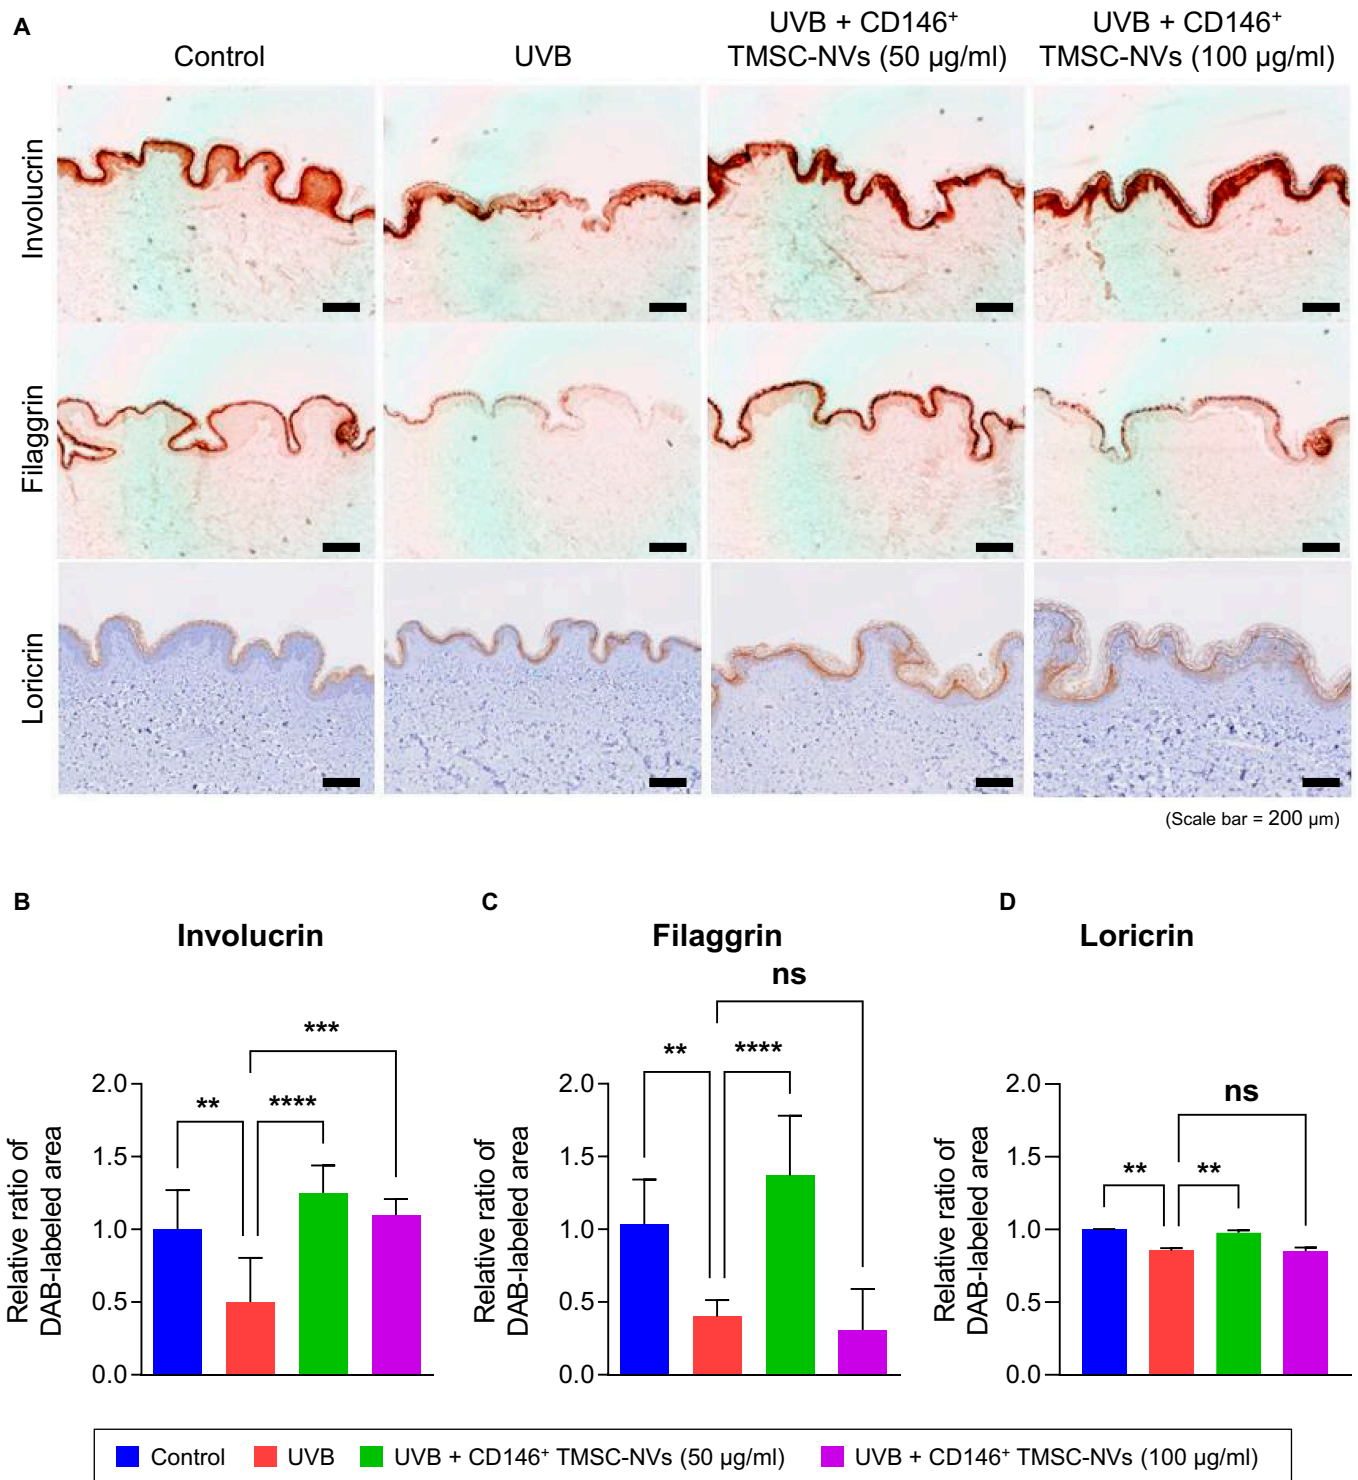 A
Control
UVB
UVB + CD146⁺
TMSC-NVs (50 μg/ml)
UVB + CD146⁺
TMSC-NVs (100 μg/ml)
Involucrin
Filaggrin
Loricrin
(Scale bar = 200 μm)
B
Involucrin
***
**
****
2.0
1.5
1.0
0.5
0.0
Relative ratio of
DAB-labeled area
C
Filaggrin
ns
**
****
2.0
1.5
1.0
0.5
0.0
Relative ratio of
DAB-labeled area
D
Loricrin
ns
**
**
2.0
1.5
1.0
0.5
0.0
Relative ratio of
DAB-labeled area
Control
UVB
UVB + CD146⁺ TMSC-NVs (50 μg/ml)
UVB + CD146⁺ TMSC-NVs (100 μg/ml)